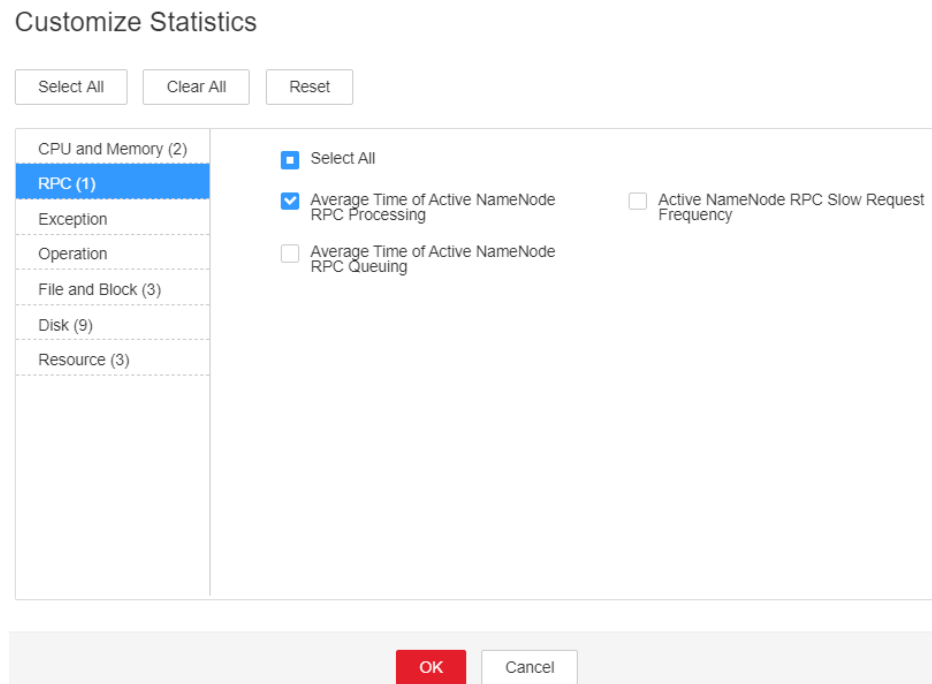 Customize Statistics
Select All
Clear All
Reset
CPU and Memory (2)
RPC (1)
Exception
Operation
File and Block (3)
Disk (9)
Resource (3)
Select All
Average Time of Active NameNode
RPC Processing
Active NameNode RPC Slow Request
Frequency
Average Time of Active NameNode
RPC Queuing
OK
Cancel